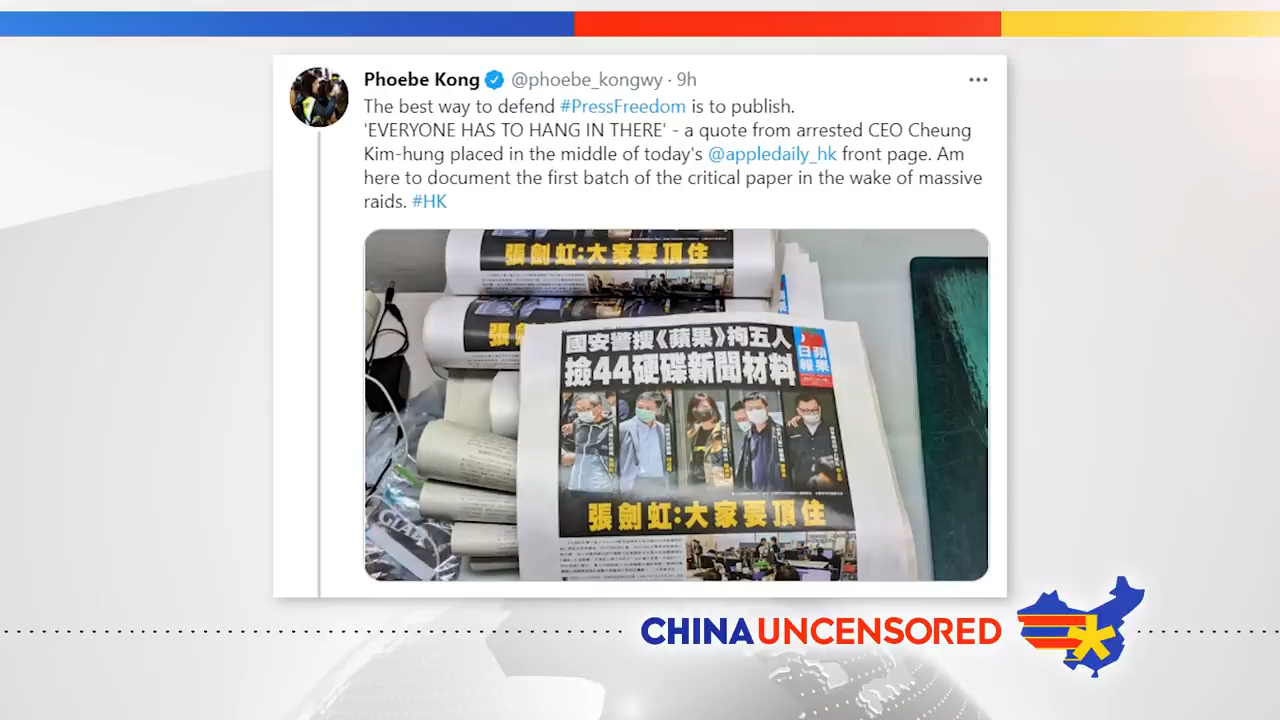 Phoebe Kong @phoebe_kongwy · 9h
The best way to defend #PressFreedom is to publish.
'EVERYONE HAS TO HANG IN THERE' - a quote from arrested CEO Cheung
Kim-hung placed in the middle of today's @appledaily_hk front page. Am
here to document the first batch of the critical paper in the wake of massive
raids. #HK
張劍虹:大家要頂住
張
國安警搜《蘋果》拘五人
撿44硬碟新聞材料
蘋果
日報
張劍虹:大家要頂住
CHINA UNCENSORED